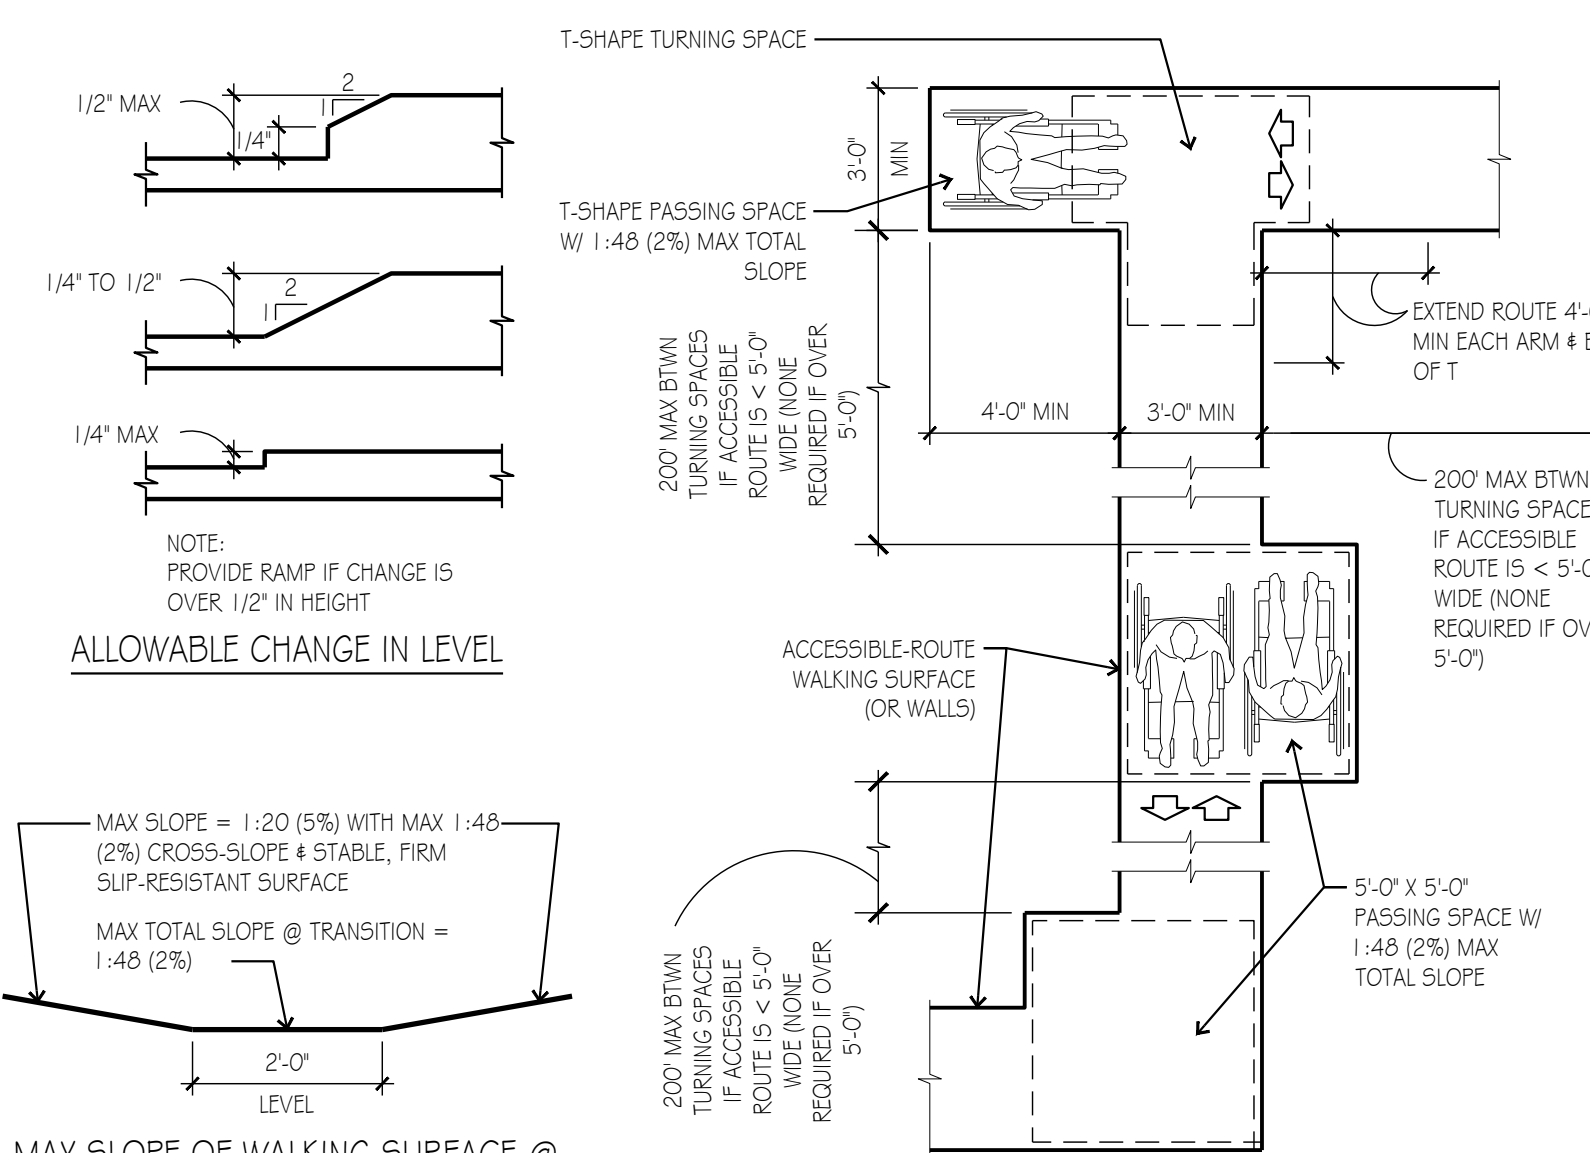 1/2" MAX
2
1
1/4"
1/4" TO 1/2"
2
1
1/4" MAX
NOTE:
PROVIDE RAMP IF CHANGE IS
OVER 1/2" IN HEIGHT
ALLOWABLE CHANGE IN LEVEL
MAX SLOPE = 1:20 (5%) WITH MAX 1:48
(2%) CROSS-SLOPE & STABLE, FIRM
SLIP-RESISTANT SURFACE
MAX TOTAL SLOPE @ TRANSITION =
1:48 (2%)
2'-0"
LEVEL
MAX SLOPE OF WALKING SURFACE @
T-SHAPE TURNING SPACE
3'-0"
MIN
T-SHAPE PASSING SPACE
W/ 1:48 (2%) MAX TOTAL
SLOPE
200' MAX BTWN
TURNING SPACES
IF ACCESSIBLE
ROUTE IS < 5'-0"
WIDE (NONE
REQUIRED IF OVER
5'-0")
EXTEND ROUTE 4'-
MIN EACH ARM &
OF T
4'-0" MIN
3'-0" MIN
200' MAX BTWN
TURNING SPACE
IF ACCESSIBLE
ROUTE IS < 5'-0
WIDE (NONE
REQUIRED IF OV
5'-0")
ACCESSIBLE-ROUTE
WALKING SURFACE
(OR WALLS)
5'-0" X 5'-0"
PASSING SPACE W/
1:48 (2%) MAX
TOTAL SLOPE
200' MAX BTWN
TURNING SPACES
IF ACCESSIBLE
ROUTE IS < 5'-0"
WIDE (NONE
REQUIRED IF OVER
5'-0")